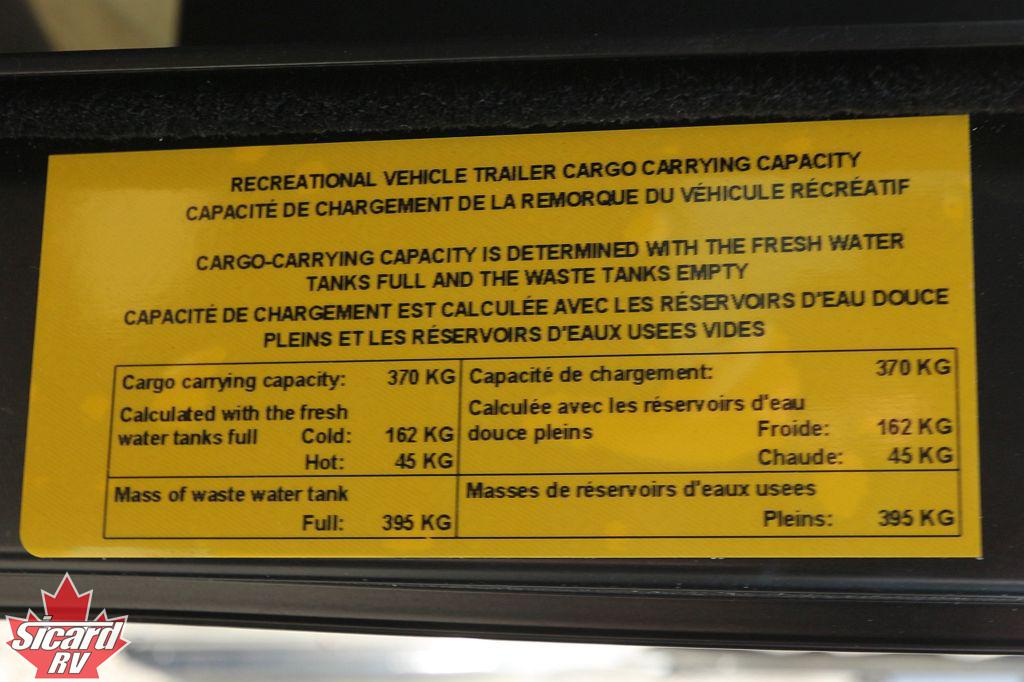 RECREATIONAL VEHICLE TRAILER CARGO CARRYING CAPACITY
CAPACITÉ DE CHARGEMENT DE LA REMORQUE DU VÉHICULE RÉCRÉATIF
CARGO-CARRYING CAPACITY IS DETERMINED WITH THE FRESH WATER
TANKS FULL AND THE WASTE TANKS EMPTY
CAPACITÉ DE CHARGEMENT EST CALCULÉE AVEC LES RÉSERVOIRS D'EAU DOUCE
PLEINS ET LES RÉSERVOIRS D'EAUX USEES VIDES
Cargo carrying capacity: 370 KG
Calculated with the fresh
water tanks full Cold: 162 KG
Hot: 45 KG
Mass of waste water tank
Full: 395 KG
Capacité de chargement: 370 KG
Calculée avec les réservoirs d'eau
douce pleins Froide: 162 KG
Chaude: 45 KG
Masses de réservoirs d'eaux usees
Pleins: 395 KG
Sicard
RV